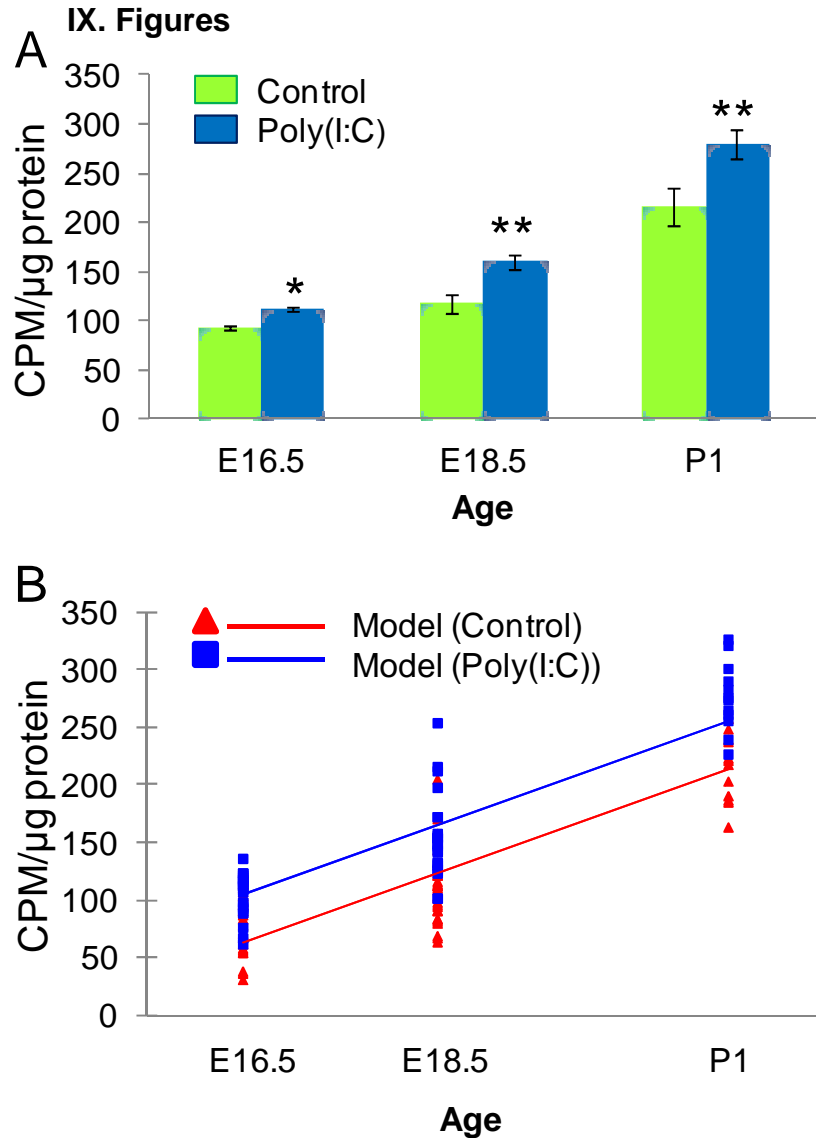 IX. Figures
A
350
300
250
200
150
100
50
0
CPM/µg protein
Control
Poly(I:C)
*
**
**
E16.5 E18.5 P1
Age
B
350
300
250
200
150
100
50
0
CPM/µg protein
Model (Control)
Model (Poly(I:C))
E16.5 E18.5 P1
Age